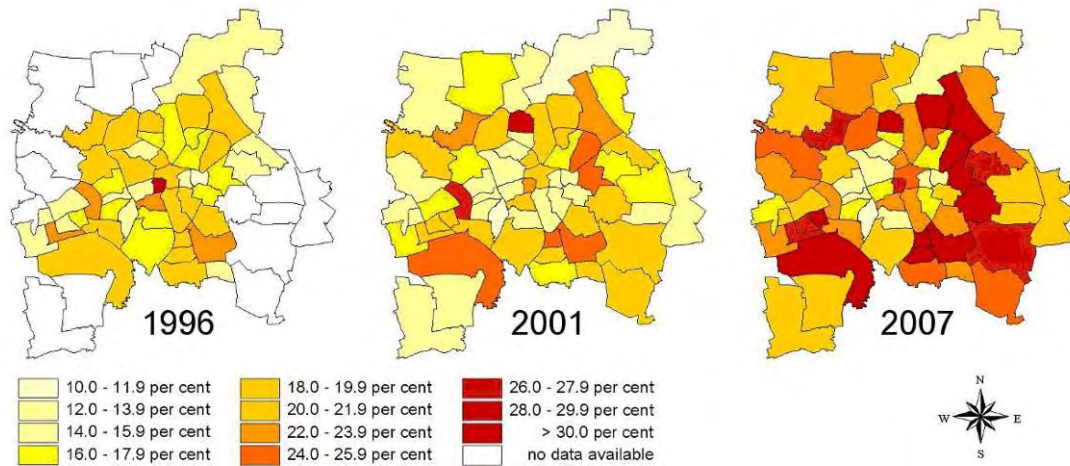 1996
2001
2007
10.0 - 11.9 per cent
12.0 - 13.9 per cent
14.0 - 15.9 per cent
16.0 - 17.9 per cent
18.0 - 19.9 per cent
20.0 - 21.9 per cent
22.0 - 23.9 per cent
24.0 - 25.9 per cent
26.0 - 27.9 per cent
28.0 - 29.9 per cent
> 30.0 per cent
no data available
N
W
E
S